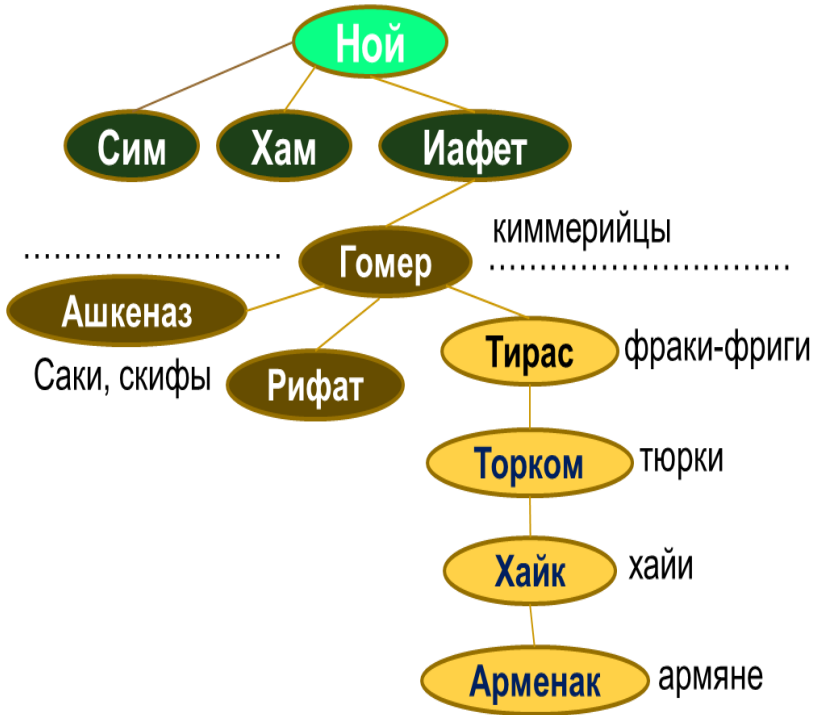 Ной
Сим
Хам
Иафет
киммерийцы
Гомер
Ашкеназ
Саки, скифы
Рифат
Тирас
фраки-фриги
Торком
тюрки
Хайк
хайи
Арменак
армяне